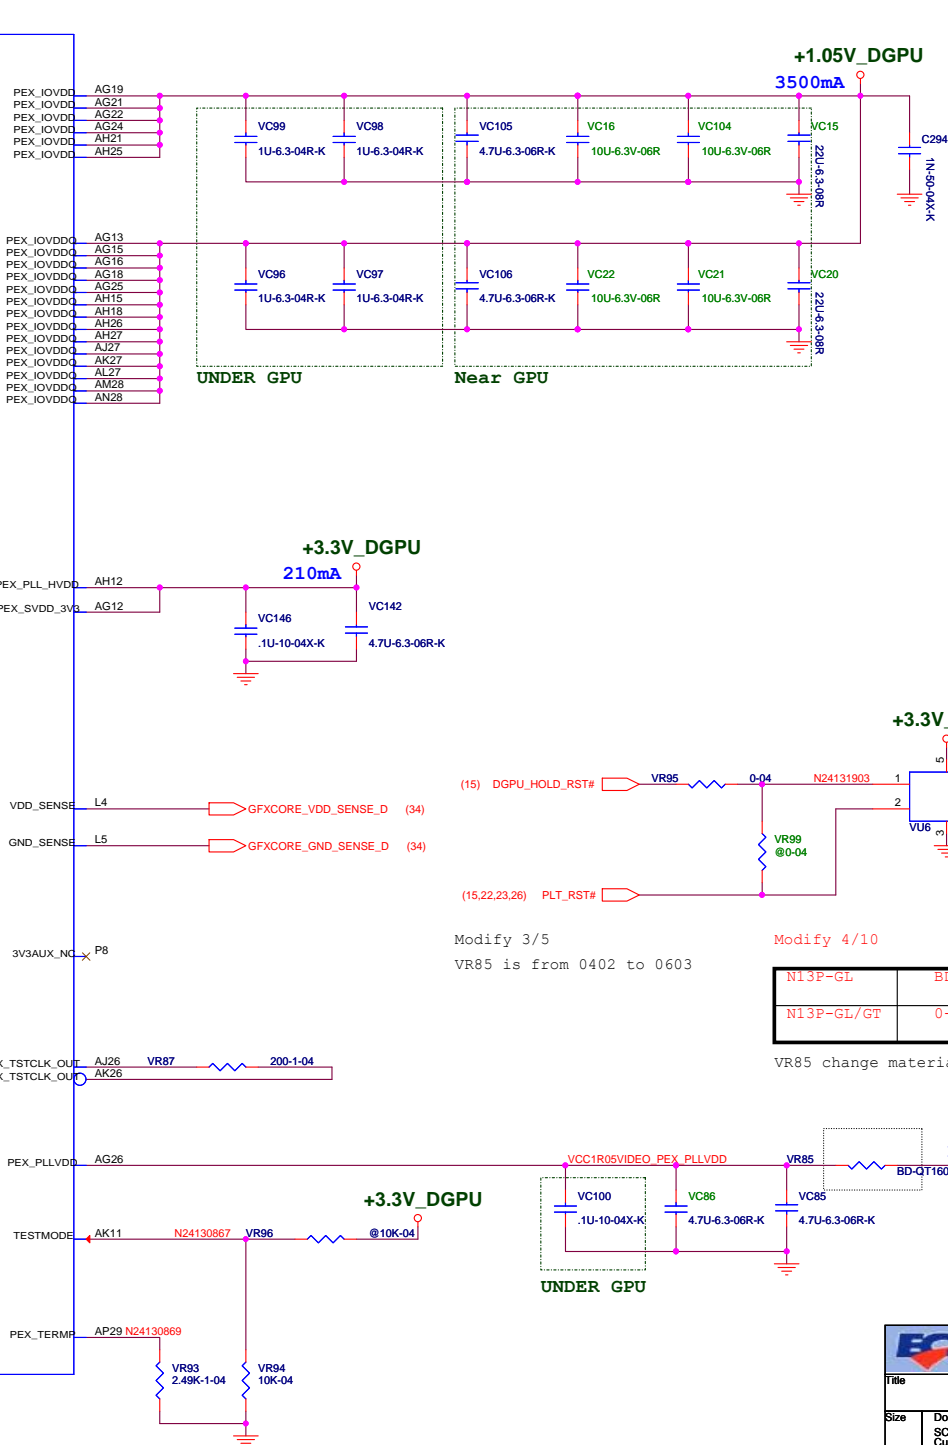 +1.05V_DGPU
3500mA
PEX_IOVDD AG19
PEX_IOVDD AG21
PEX_IOVDD AG22
PEX_IOVDD AG24
PEX_IOVDD AH21
PEX_IOVDD AH25
VC99
1U-6.3-04R-K
VC98
1U-6.3-04R-K
VC105
4.7U-6.3-06R-K
VC16
10U-6.3V-06R
VC104
10U-6.3V-06R
VC15
22U-6.3-08R
C294
1N-50-04X-K
PEX_IOVDDQ AG13
PEX_IOVDDQ AG15
PEX_IOVDDQ AG16
PEX_IOVDDQ AG18
PEX_IOVDDQ AG25
PEX_IOVDDQ AH15
PEX_IOVDDQ AH18
PEX_IOVDDQ AH26
PEX_IOVDDQ AH27
PEX_IOVDDQ AJ27
PEX_IOVDDQ AK27
PEX_IOVDDQ AL27
PEX_IOVDDQ AM28
PEX_IOVDDQ AN28
VC96
1U-6.3-04R-K
VC97
1U-6.3-04R-K
VC106
4.7U-6.3-06R-K
VC22
10U-6.3V-06R
VC21
10U-6.3V-06R
VC20
22U-6.3-08R
UNDER GPU
Near GPU
+3.3V_DGPU
210mA
PEX_PLL_HVDD AH12
PEX_SVDD_3V3 AG12
VC146
.1U-10-04X-K
VC142
4.7U-6.3-06R-K
+3.3V_
(15) DGPU_HOLD_RST# VR95 0-04 N24131903 1
5
2
VU6
3
VDD_SENSE L4 GFXCORE_VDD_SENSE_D (34)
GND_SENSE L5 GFXCORE_GND_SENSE_D (34)
VR99
@0-04
(15,22,23,26) PLT_RST#
3V3AUX_NC P8
Modify 3/5
VR85 is from 0402 to 0603
Modify 4/10
N13P-GL
N13P-GL/GT 0-
VR85 change materia
X_TSTCLK_OUT AJ26 VR87 200-1-04
X_TSTCLK_OUT AK26
PEX_PLLVDD AG26 VCC1R05VIDEO_PEX_PLLVDD VR85
BD-QT160
VC100
.1U-10-04X-K
VC86
4.7U-6.3-06R-K
VC85
4.7U-6.3-06R-K
UNDER GPU
+3.3V_DGPU
TESTMODE AK11 N24130867 VR96 @10K-04
PEX_TERMP AP29 N24130869
VR93
2.49K-1-04
VR94
10K-04
Title
Size
Do